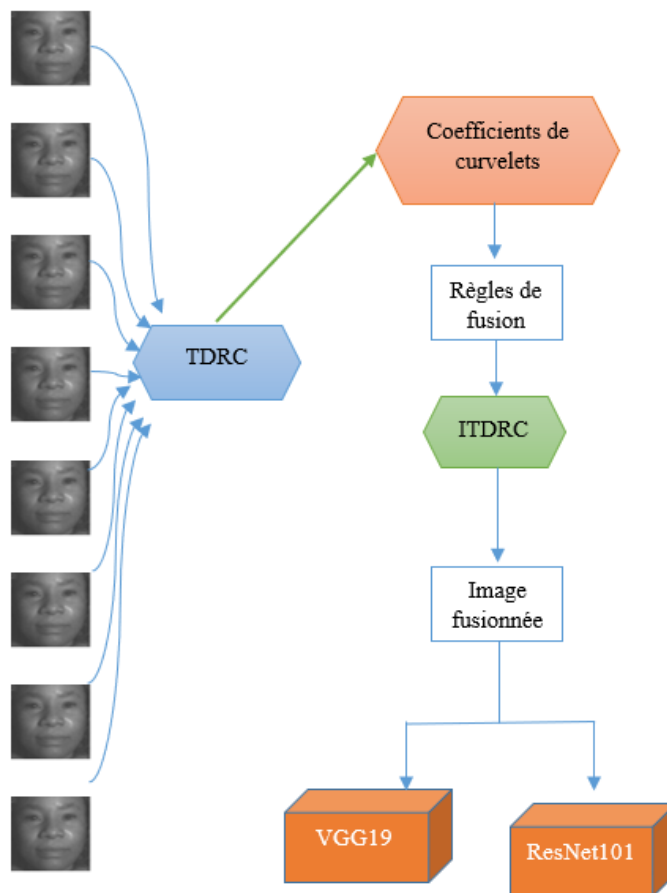 TDRC
Coefficients de
curvelets
Règles de
fusion
ITDRC
Image
fusionnée
VGG19
ResNet101